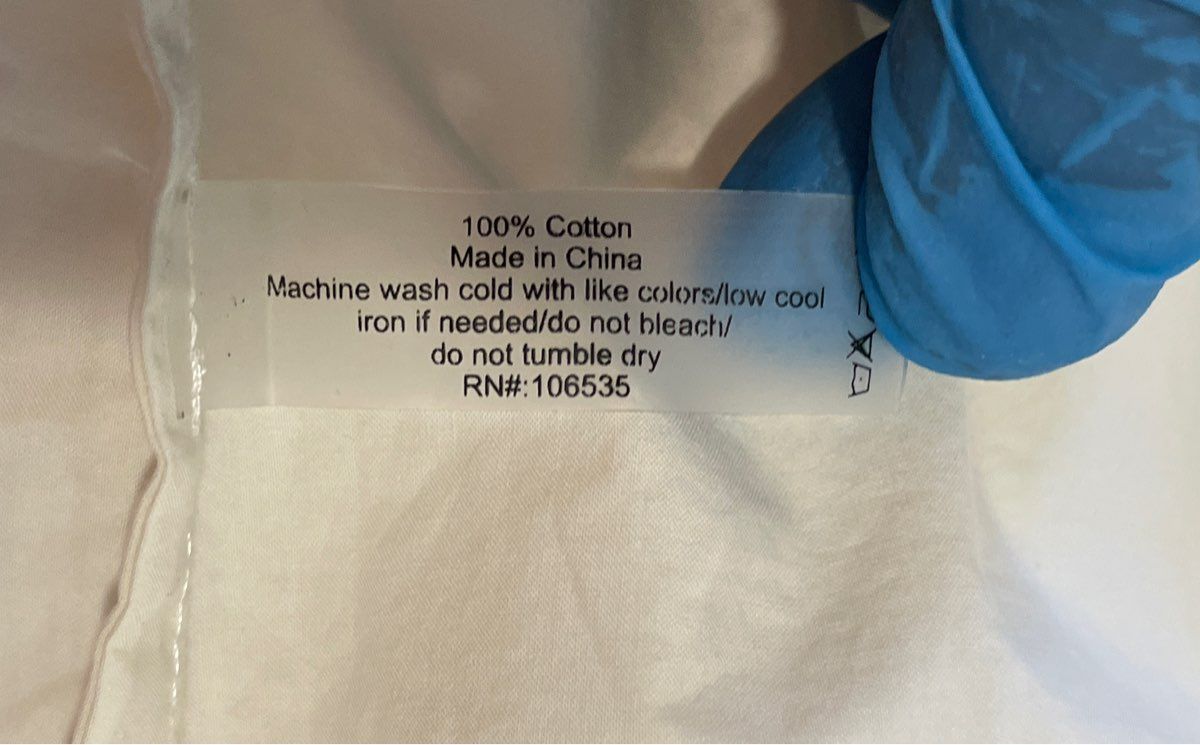 100% Cotton
Made in China
Machine wash cold with like colors/low cool
iron if needed/do not bleach/
do not tumble dry
RN#:106535